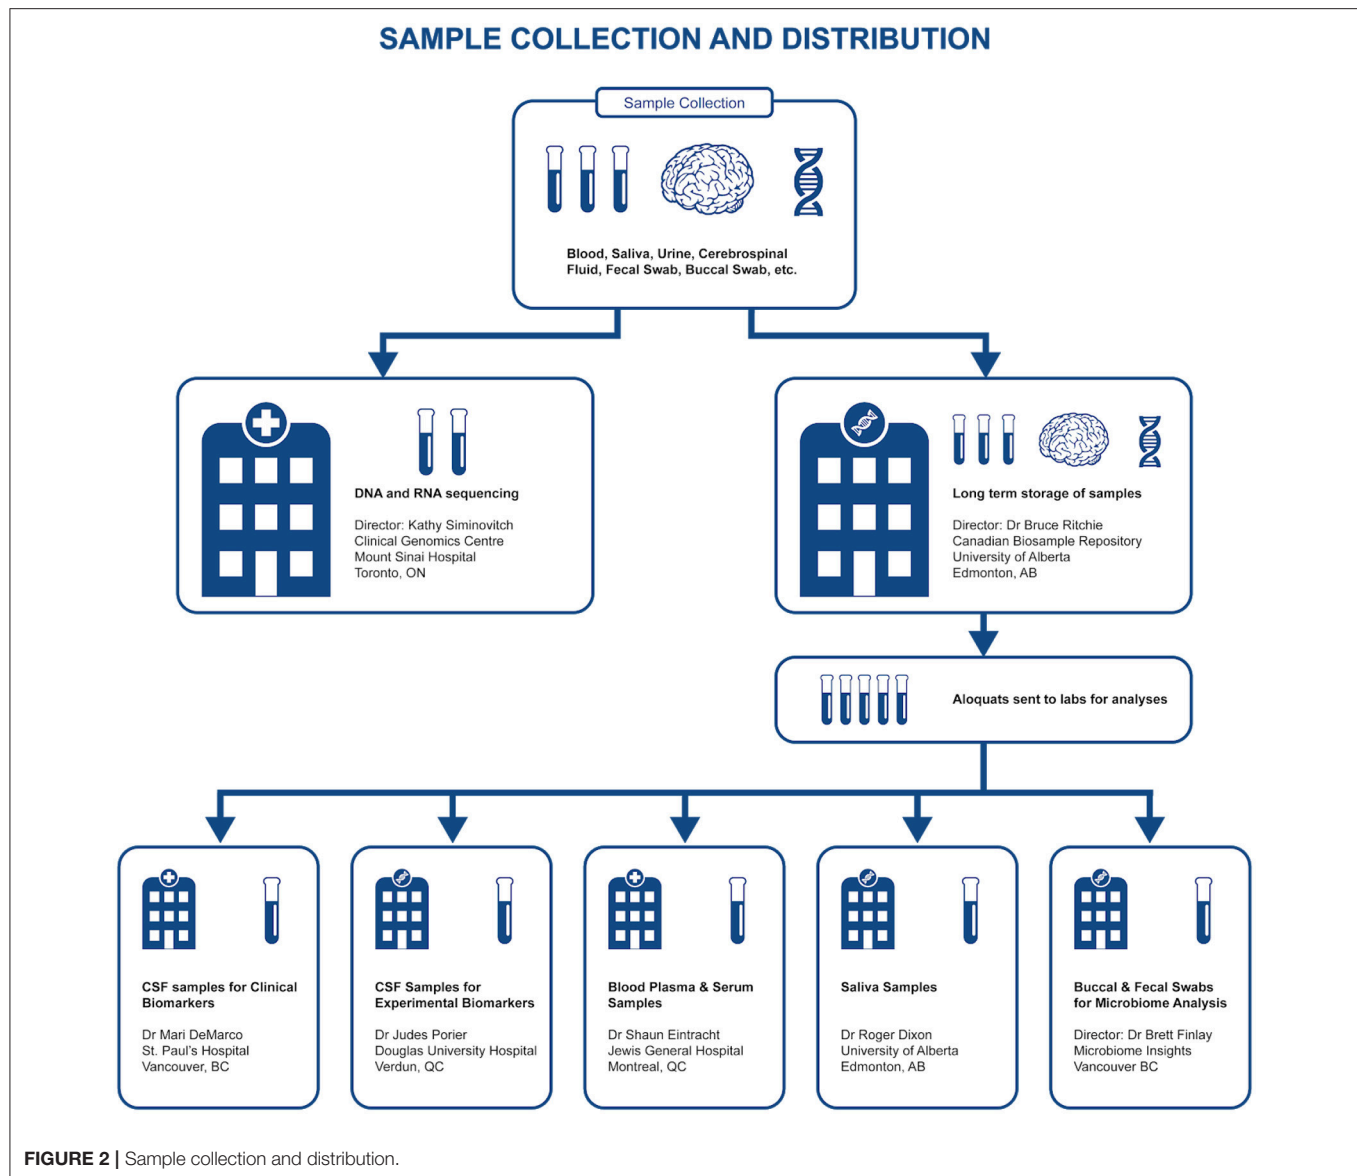 SAMPLE COLLECTION AND DISTRIBUTION
Sample Collection
Blood, Saliva, Urine, Cerebrospinal
Fluid, Fecal Swab, Buccal Swab, etc.
DNA and RNA sequencing
Director: Kathy Siminovitch
Clinical Genomics Centre
Mount Sinai Hospital
Toronto, ON
Long term storage of samples
Director: Dr Bruce Ritchie
Canadian Biosample Repository
University of Alberta
Edmonton, AB
Aloquats sent to labs for analyses
CSF samples for Clinical
Biomarkers
Dr Mari DeMarco
St. Paul's Hospital
Vancouver, BC
CSF Samples for
Experimental Biomarkers
Dr Judes Porier
Douglas University Hospital
Verdun, QC
Blood Plasma & Serum
Samples
Dr Shaun Eintracht
Jewis General Hospital
Montreal, QC
Saliva Samples
Dr Roger Dixon
University of Alberta
Edmonton, AB
Buccal & Fecal Swabs
for Microbiome Analysis
Director: Dr Brett Finlay
Microbiome Insights
Vancouver BC
FIGURE 2 | Sample collection and distribution.